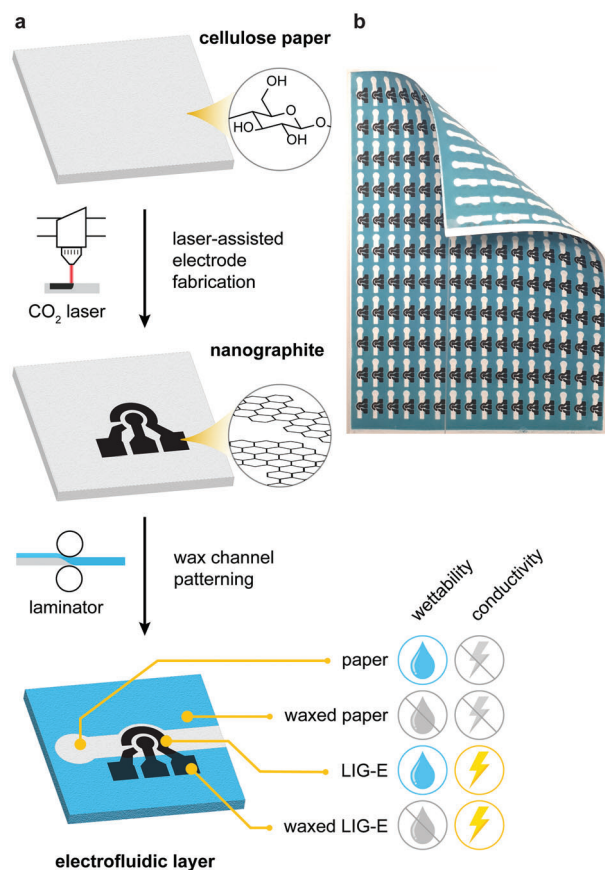 a
b
cellulose paper
OH
O
HO
OH
O
laser-assisted
electrode
fabrication
CO₂ laser
nanographite
wax channel
patterning
laminator
wettability
conductivity
paper
waxed paper
LIG-E
waxed LIG-E
electrofluidic layer